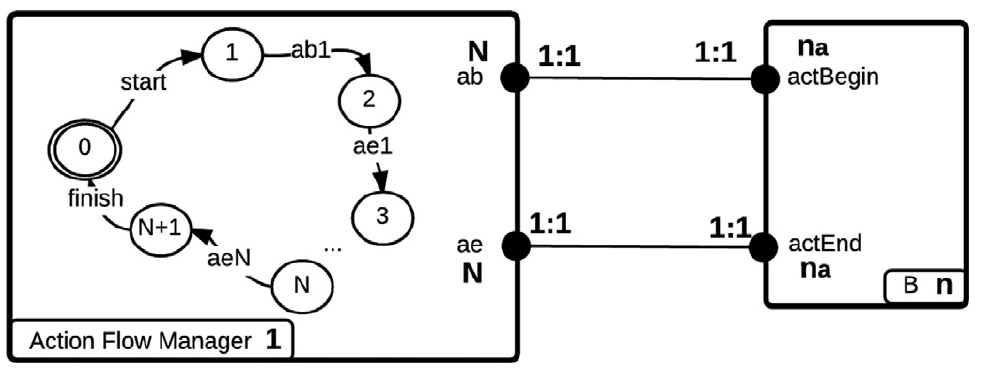 start
1
ab1
2
ae1
3
...
N
aeN
N+1
finish
0
Action Flow Manager 1
N
ab
1:1
1:1
na
actBegin
ae
N
1:1
1:1
actEnd
na
B n